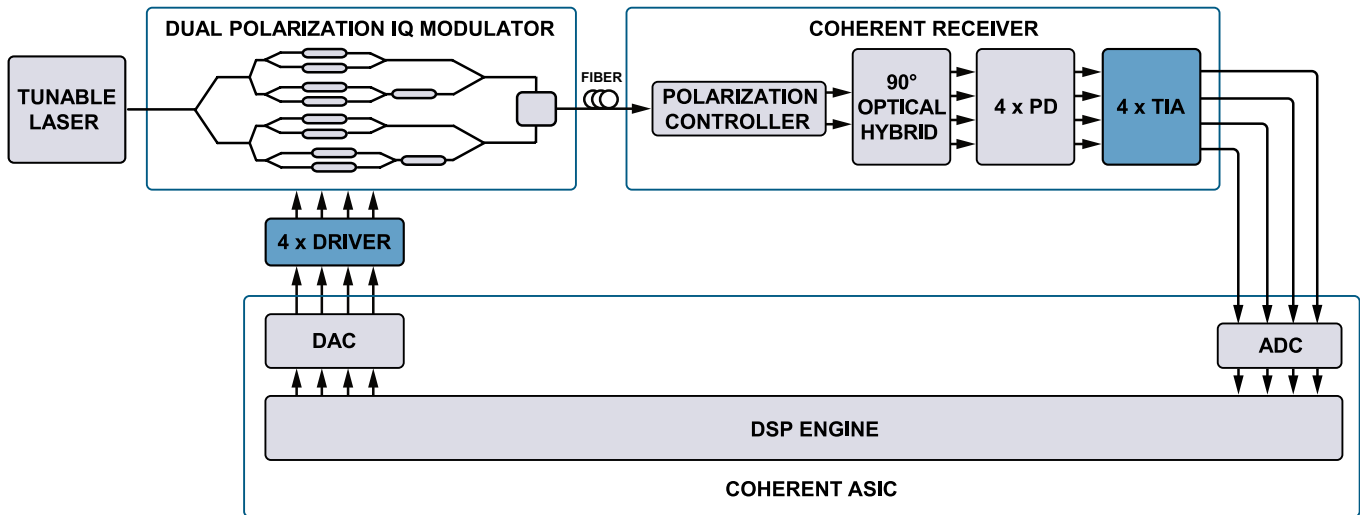 DUAL POLARIZATION IQ MODULATOR
COHERENT RECEIVER
TUNABLE
LASER
FIBER
POLARIZATION
CONTROLLER
90°
OPTICAL
HYBRID
4 x PD
4 x TIA
4 x DRIVER
DAC
ADC
DSP ENGINE
COHERENT ASIC